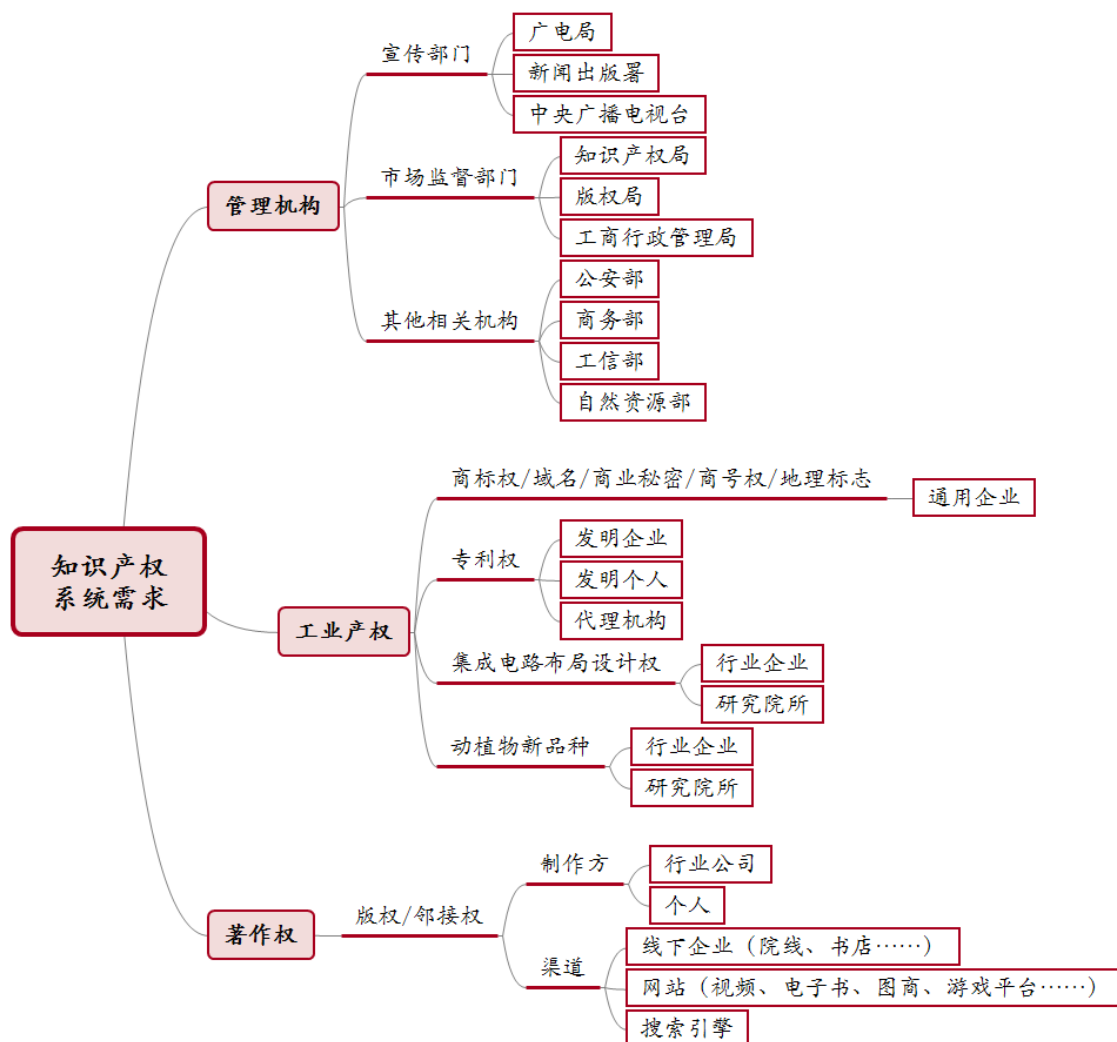 知识产权
系统需求
管理机构
宣传部门
广电局
新闻出版署
中央广播电视台
市场监督部门
知识产权局
版权局
工商行政管理局
其他相关机构
公安部
商务部
工信部
自然资源部
工业产权
商标权/域名/商业秘密/商号权/地理标志
通用企业
专利权
发明企业
发明个人
代理机构
集成电路布局设计权
行业企业
研究院所
动植物新品种
行业企业
研究院所
著作权
版权/邻接权
制作方
行业公司
个人
渠道
线下企业（院线、书店……）
网站（视频、电子书、图商、游戏平台……）
搜索引擎